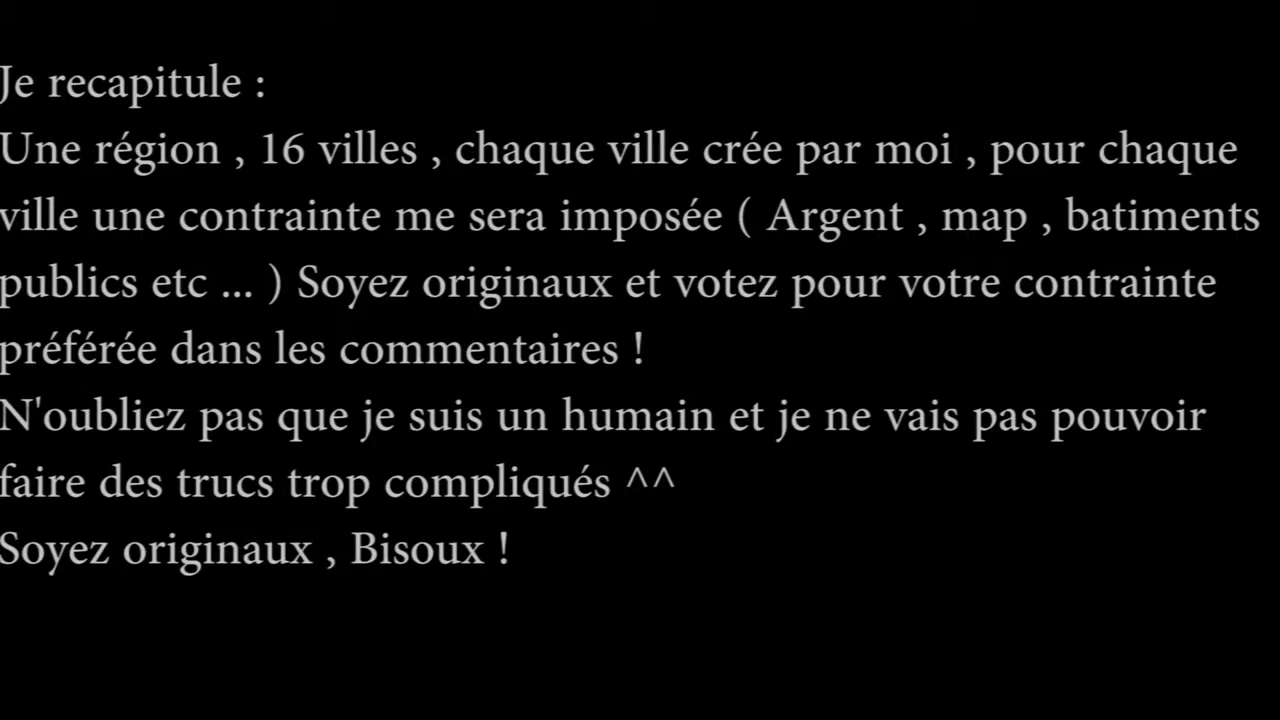 Je recapitule :
Une région , 16 villes , chaque ville crée par moi , pour chaque
ville une contrainte me sera imposée ( Argent , map , batiments
publics etc ... ) Soyez originaux et votez pour votre contrainte
préférée dans les commentaires !
N'oubliez pas que je suis un humain et je ne vais pas pouvoir
faire des trucs trop compliqués ^^
Soyez originaux , Bisoux !